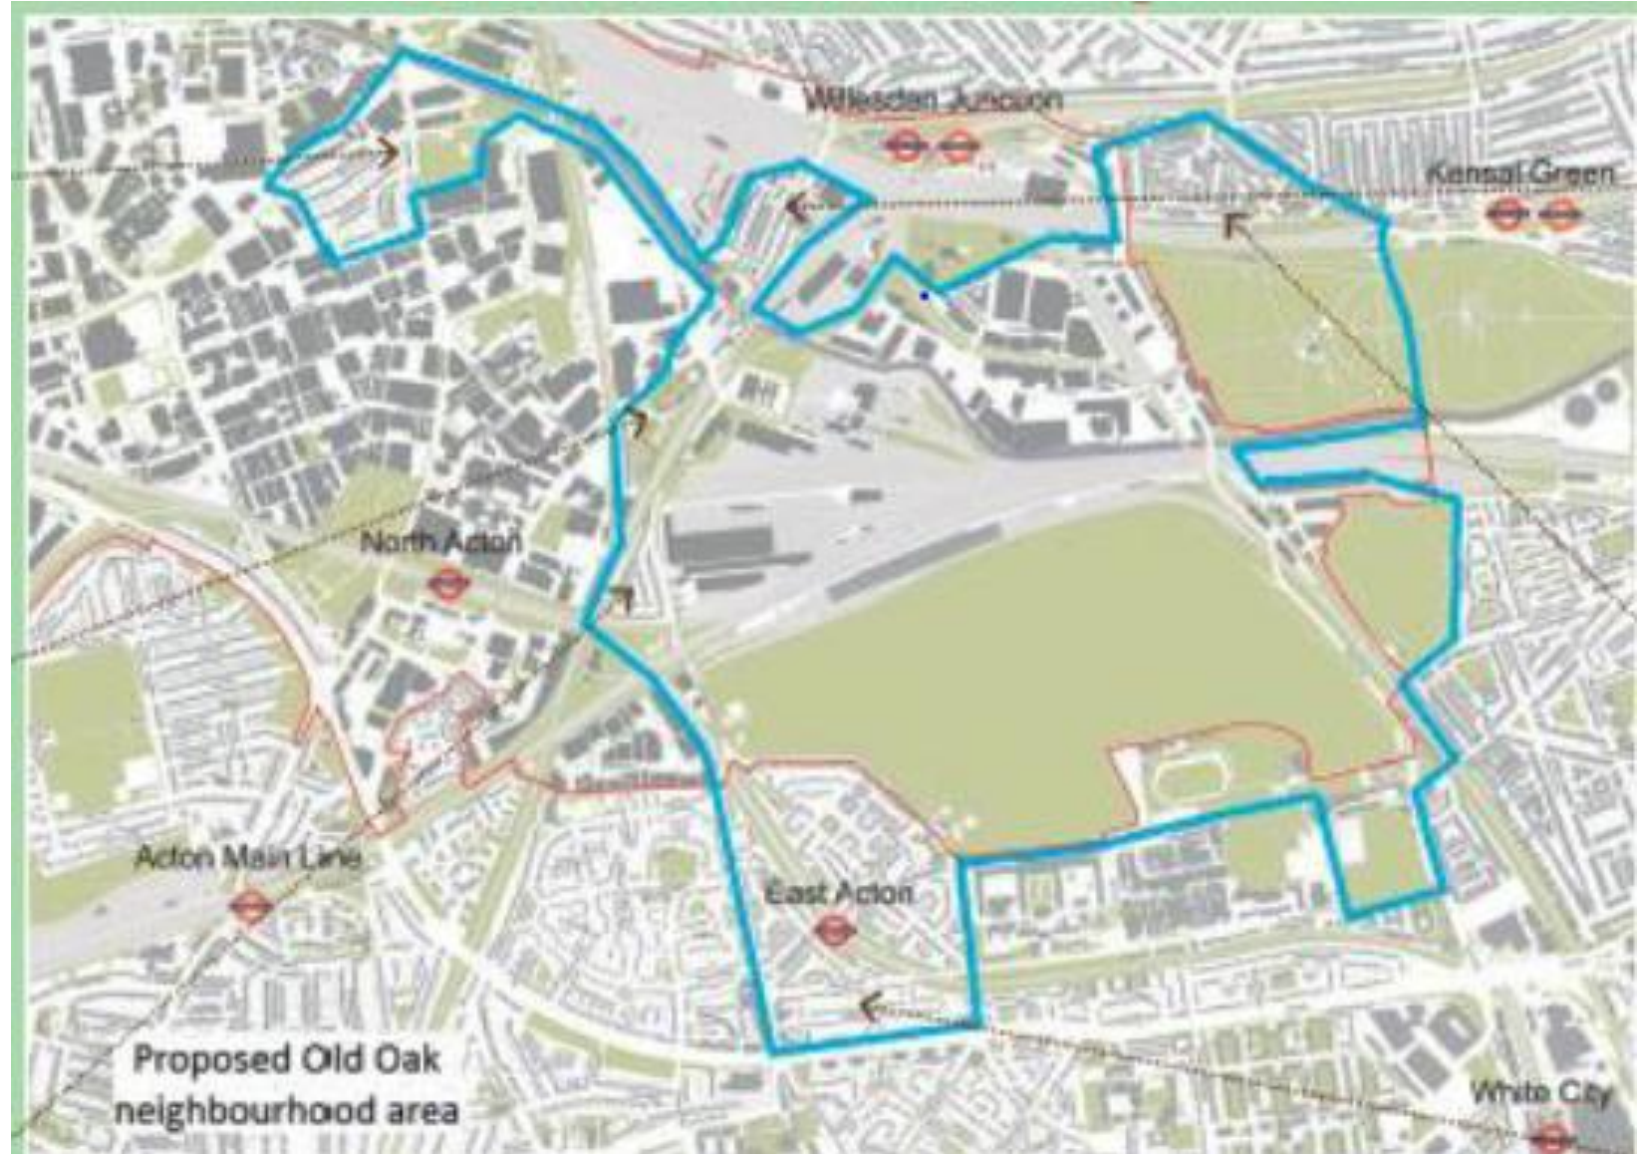 Willesden Junction
Kensal Green
North Acton
Acton Main Line
East Acton
White City
Proposed Old Oak
neighbourhood area